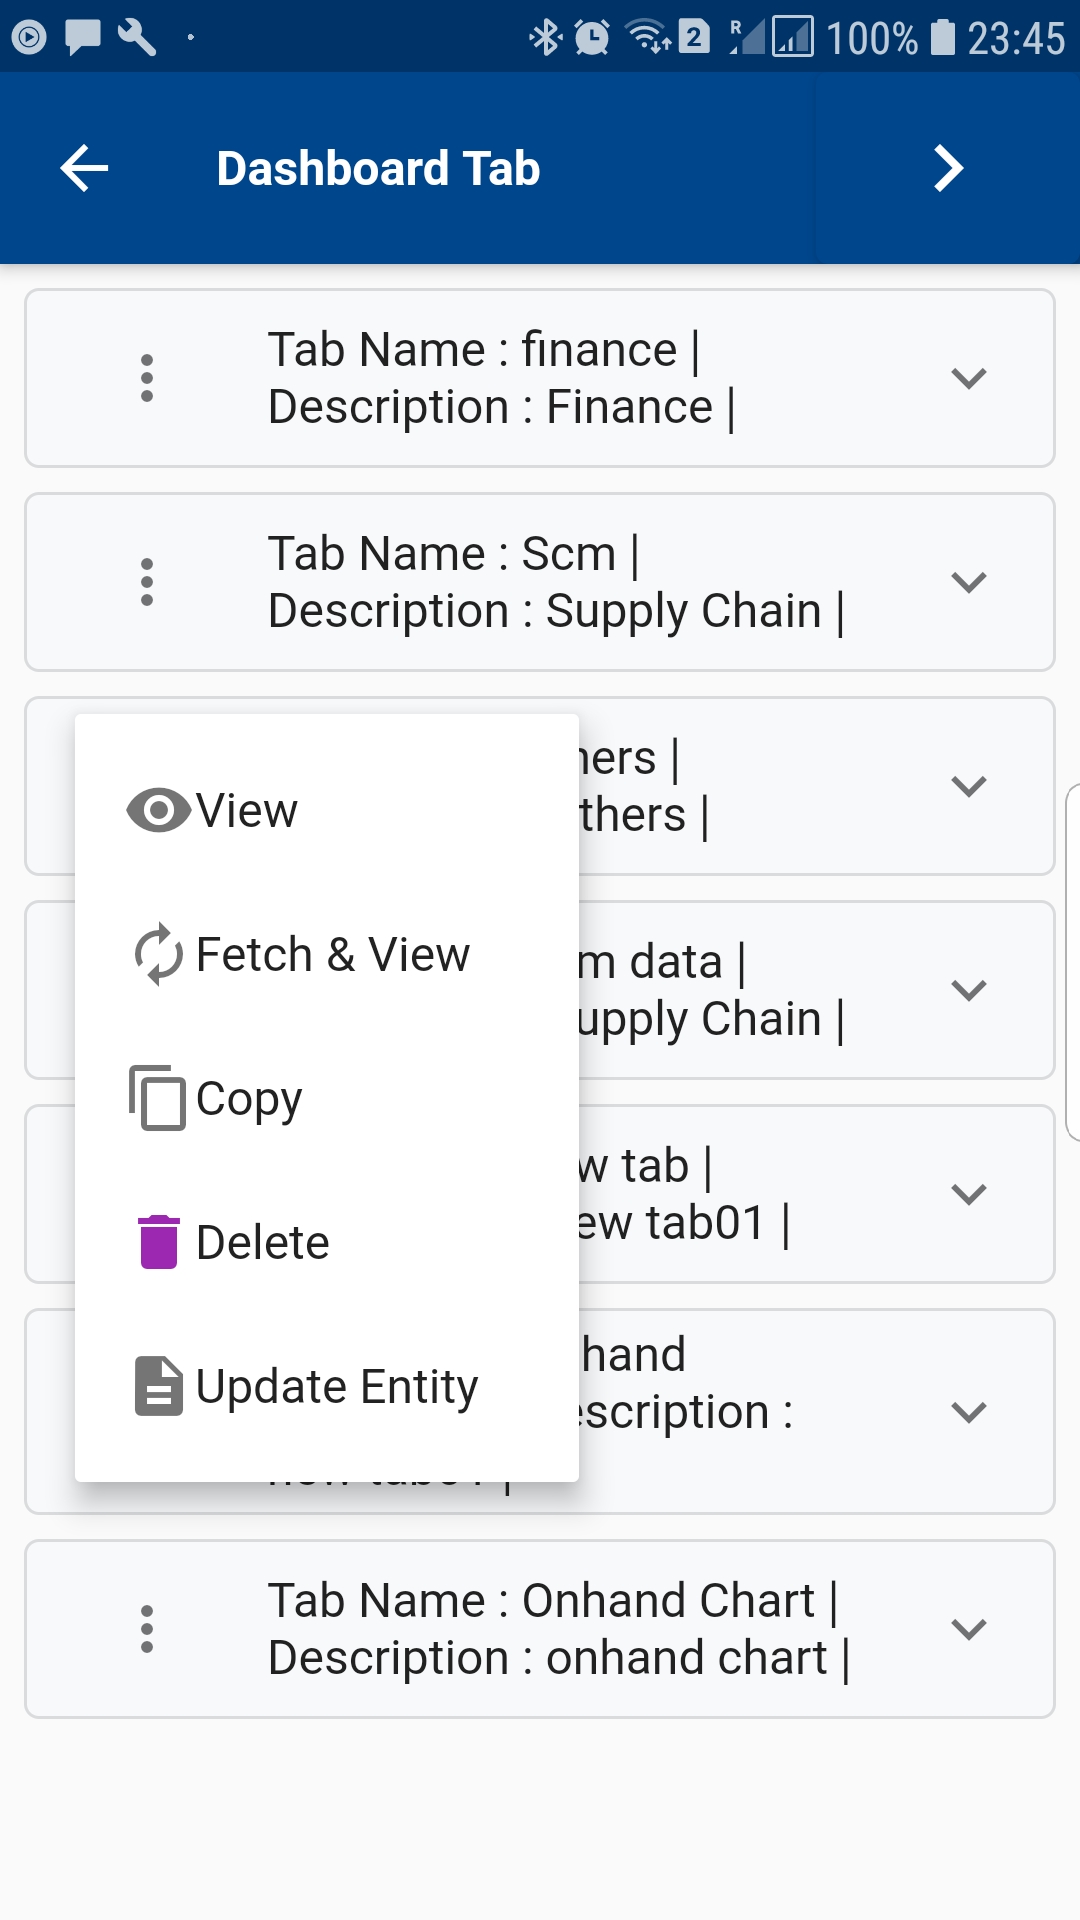 2 R 100% 23:45
Dashboard Tab
Tab Name : finance |
Description : Finance |
Tab Name : Scm |
Description : Supply Chain |
ers |
thers |
View
m data |
Fetch & View
upply Chain |
Copy
w tab |
ew tab01 |
Delete
hand
Update Entity
escription :
Tab Name : Onhand Chart |
Description : onhand chart |